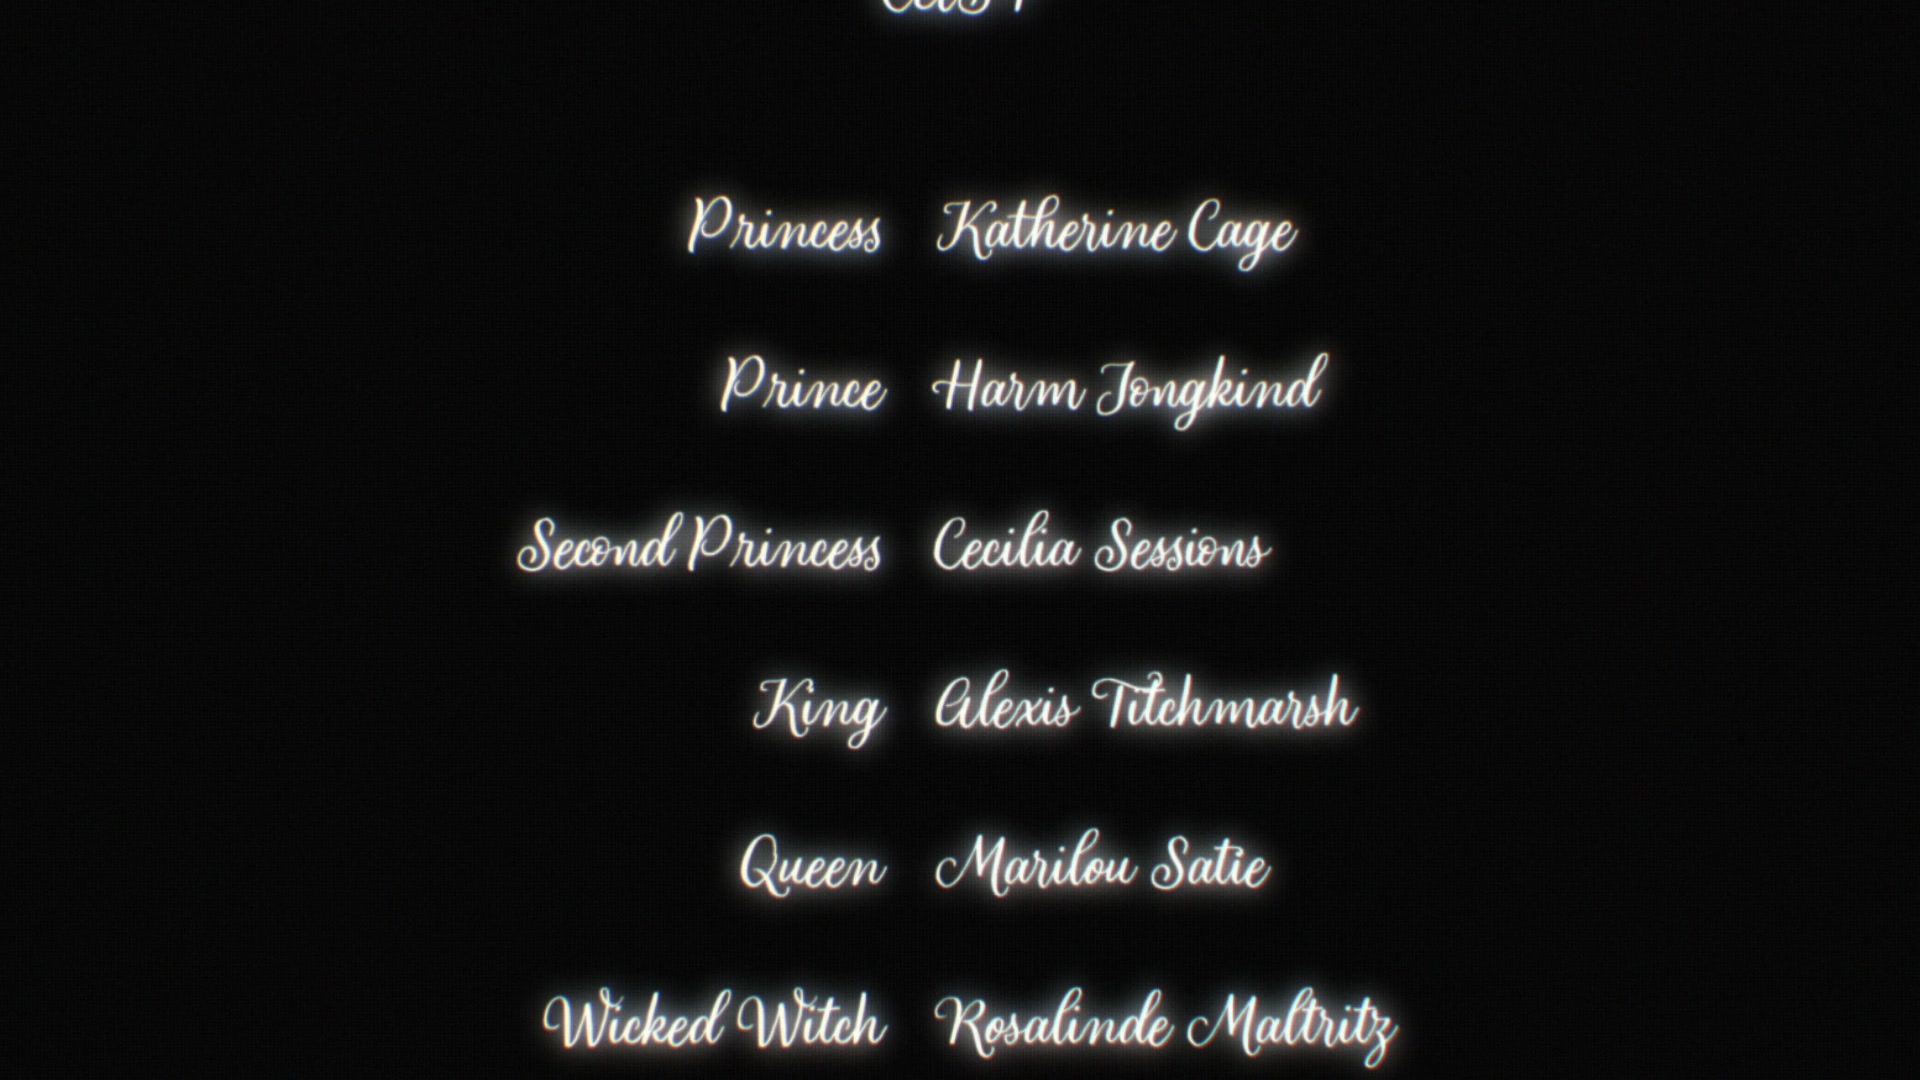 Princess Katherine Cage
Prince Harm Jongkind
Second Princess Cecilia Sessions
King Alexis Titchmarsh
Queen Marilou Satie
Wicked Witch Rosalinde Maltritz